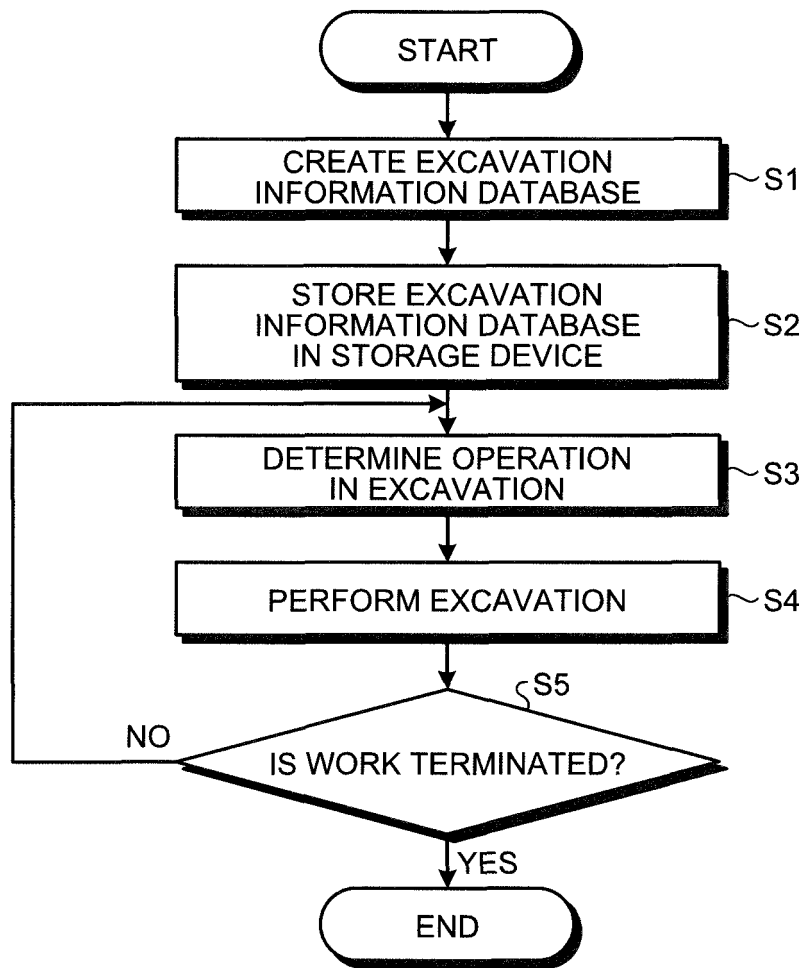 START
CREATE EXCAVATION
INFORMATION DATABASE
S1
STORE EXCAVATION
INFORMATION DATABASE
IN STORAGE DEVICE
S2
DETERMINE OPERATION
IN EXCAVATION
S3
PERFORM EXCAVATION
S4
S5
NO
IS WORK TERMINATED?
YES
END